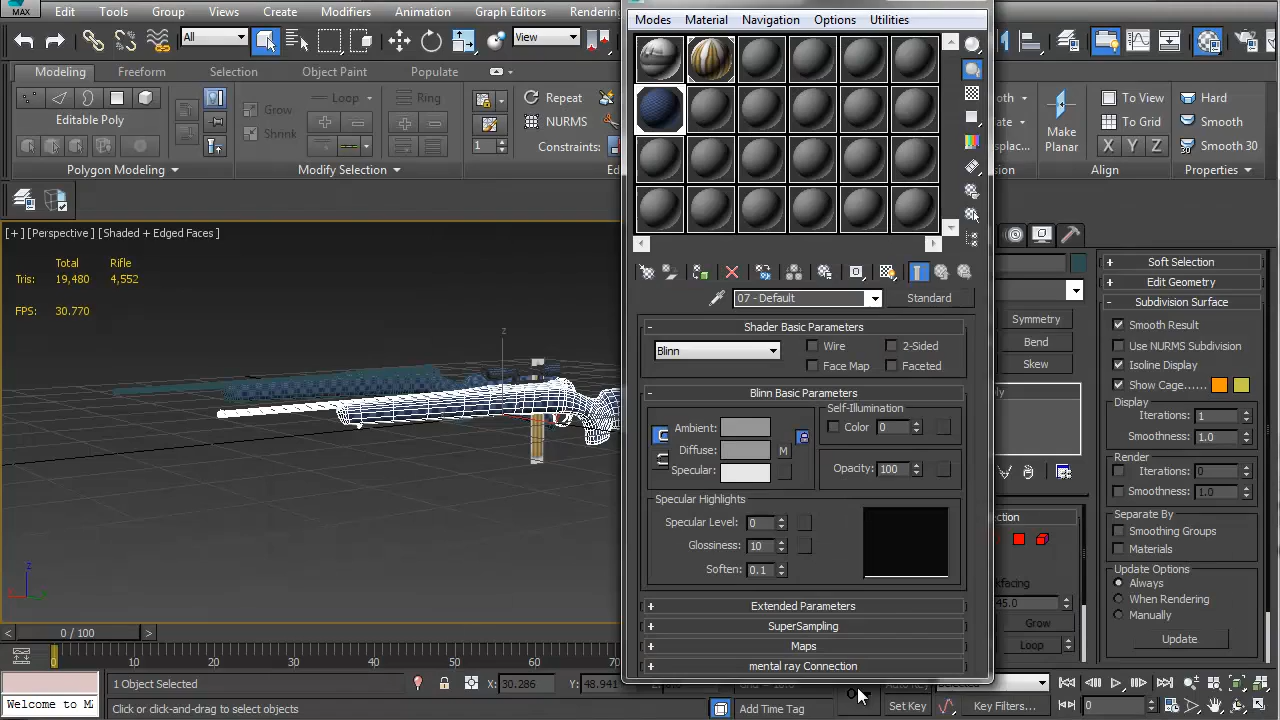 MAX
Edit Tools Group Views Create Modifiers Animation Graph Editors Rendering
Modes Material Navigation Options Utilities
All
View
Modeling Freeform Selection Object Paint Populate
Loop Ring Repeat
Grow
Shrink
NURMS
Edit Poly
1 Constraints:
Polygon Modeling Modify Selection
Make
Planar
To View
To Grid
X Y Z
Hard
Smooth
Smooth 30
Align Properties
[+] [Perspective] [Shaded + Edged Faces]
Total Rifle
Tris: 19,480 4,552
FPS: 30.770
z
07 - Default Standard
Shader Basic Parameters
Blinn
Wire 2-Sided
Face Map Faceted
Blinn Basic Parameters
Self-Illumination
Ambient:
Color 0
Diffuse: M
Specular:
Opacity: 100
Specular Highlights
Specular Level: 0
Glossiness: 10
Soften: 0.1
Extended Parameters
SuperSampling
Maps
mental ray Connection
Symmetry
Bend
Skew
Grow
Loop
45.0
Soft Selection
Edit Geometry
Subdivision Surface
Smooth Result
Use NURMS Subdivision
Isoline Display
Show Cage......
Display
Iterations: 1
Smoothness: 1.0
Render
Iterations: 0
Smoothness: 1.0
Separate By
Smoothing Groups
Materials
Update Options
Always
When Rendering
Manually
Update
0 / 100
0 10 20 30 40 50 60
1 Object Selected X: 30.286 Y: 48.941
Welcome to M Click or click-and-drag to select objects Add Time Tag
Set Key Key Filters... 0